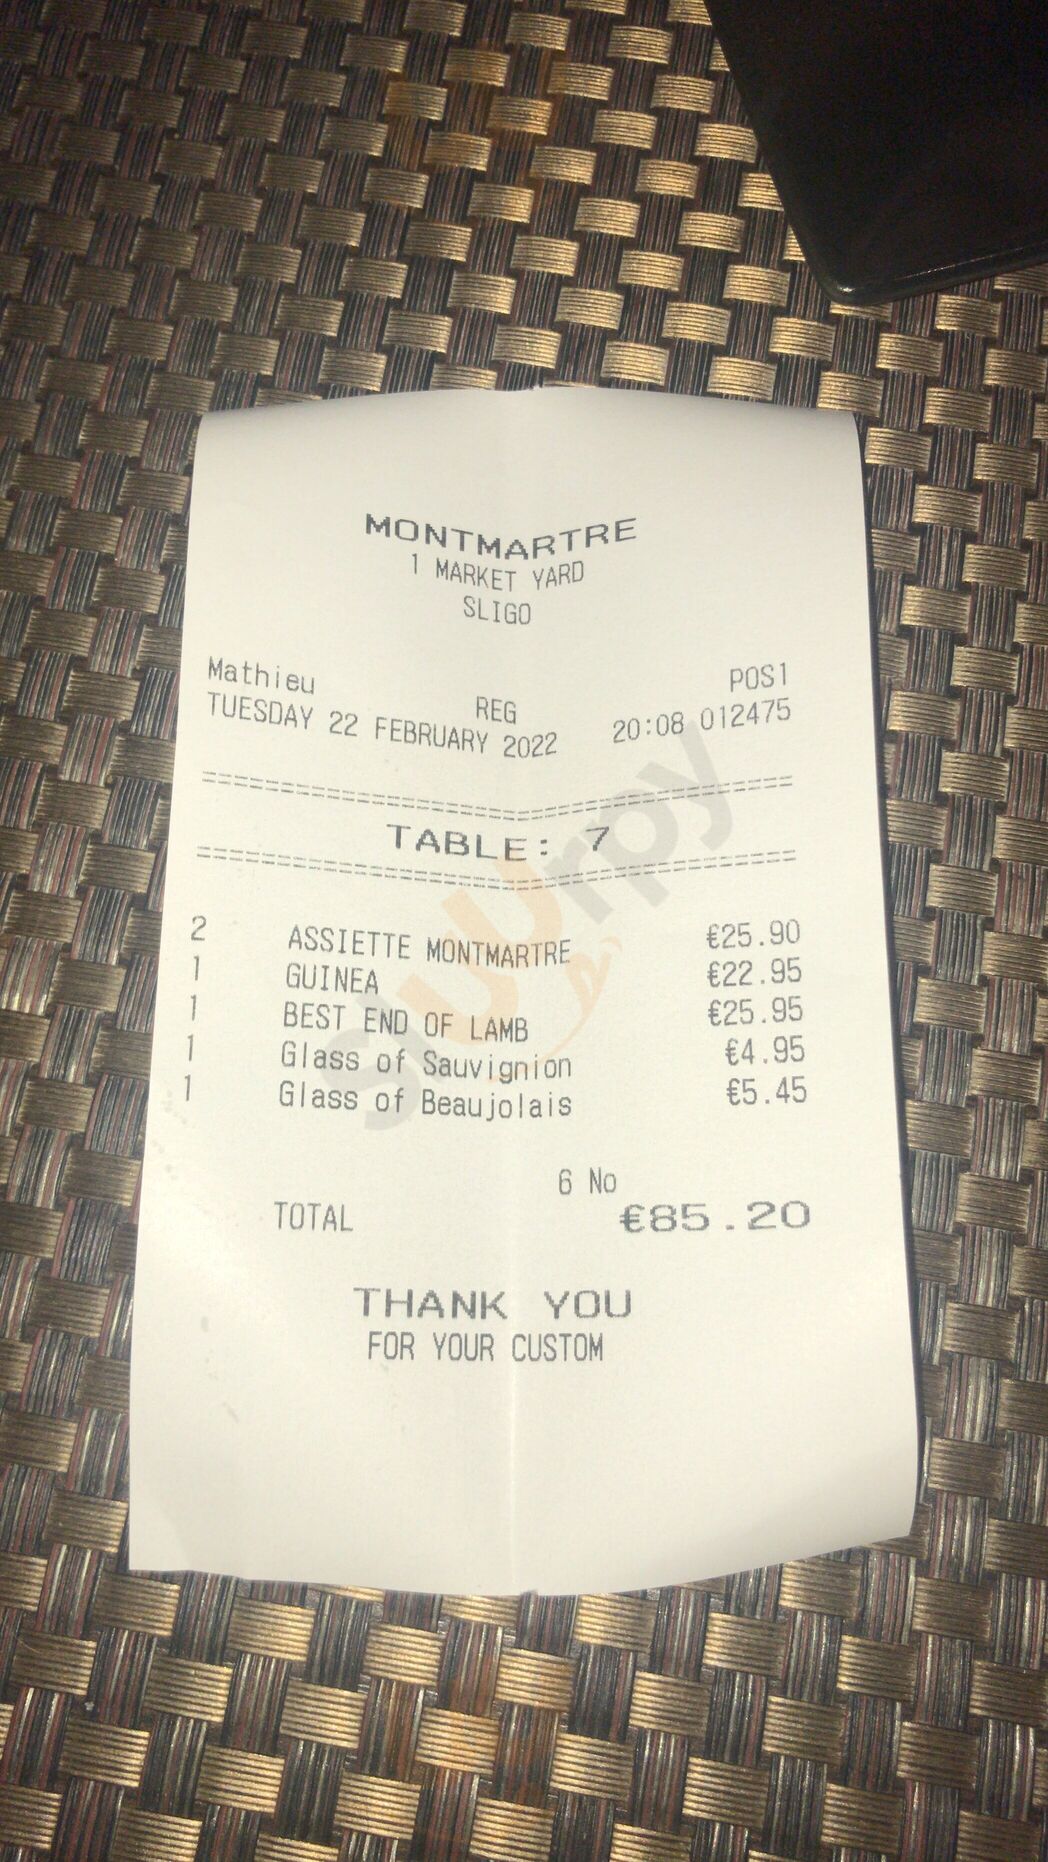 MONTMARTRE
1 MARKET YARD
SLIGO
Mathieu REG POS1
TUESDAY 22 FEBRUARY 2022 20:08 012475
TABLE: 7
2 ASSIETTE MONTMARTRE €25.90
1 GUINEA €22.95
1 BEST END OF LAMB €25.95
1 Glass of Sauvignion €4.95
1 Glass of Beaujolais €5.45
6 No
TOTAL €85.20
THANK YOU
FOR YOUR CUSTOM
sluurpy